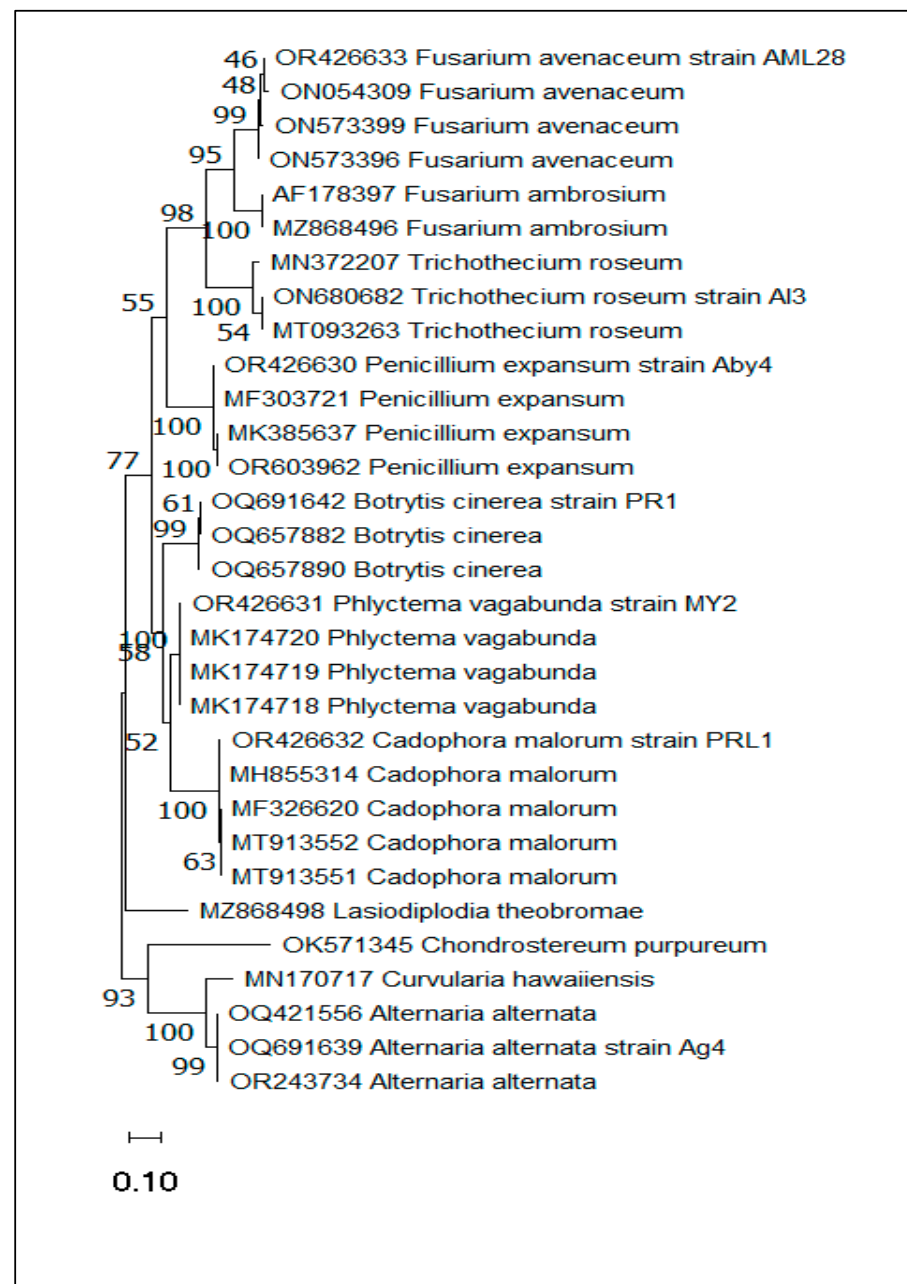 46 OR426633 Fusarium avenaceum strain AML28
48 ON054309 Fusarium avenaceum
99 ON573399 Fusarium avenaceum
95 ON573396 Fusarium avenaceum
AF178397 Fusarium ambrosium
98 100 MZ868496 Fusarium ambrosium
MN372207 Trichothecium roseum
55 100 ON680682 Trichothecium roseum strain Al3
54 MT093263 Trichothecium roseum
OR426630 Penicillium expansum strain Aby4
MF303721 Penicillium expansum
100 MK385637 Penicillium expansum
77 100 OR603962 Penicillium expansum
61 OQ691642 Botrytis cinerea strain PR1
99 OQ657882 Botrytis cinerea
OQ657890 Botrytis cinerea
OR426631 Phlyctema vagabunda strain MY2
100 MK174720 Phlyctema vagabunda
58 MK174719 Phlyctema vagabunda
MK174718 Phlyctema vagabunda
52 OR426632 Cadophora malorum strain PRL1
MH855314 Cadophora malorum
100 MF326620 Cadophora malorum
MT913552 Cadophora malorum
63 MT913551 Cadophora malorum
MZ868498 Lasiodiplodia theobromae
OK571345 Chondrostereum purpureum
MN170717 Curvularia hawaiiensis
93 OQ421556 Alternaria alternata
100 OQ691639 Alternaria alternata strain Ag4
99 OR243734 Alternaria alternata
0.10